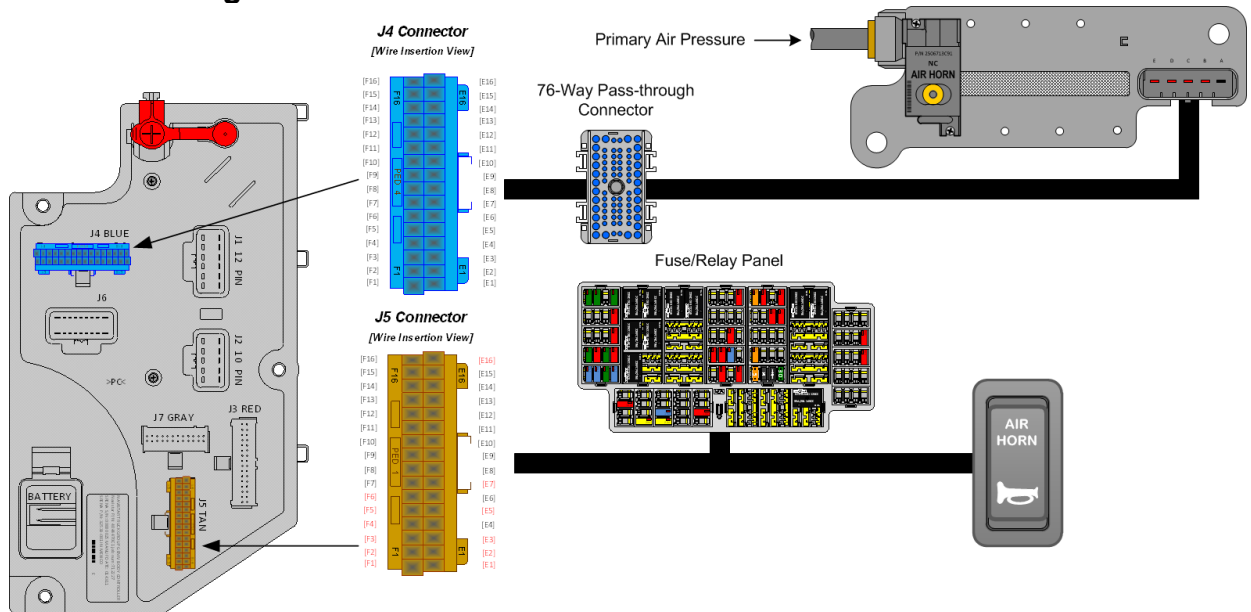 J4 Connector
[Wire Insertion View]
[F16]
[F15]
[F14]
[F13]
[F12]
[F11]
[F10]
[F9]
[F8]
[F7]
[F6]
[F5]
[F4]
[F3]
[F2]
[F1]
F16
E16
PED 4
F1
E1
[E16]
[E15]
[E14]
[E13]
[E12]
[E11]
[E10]
[E9]
[E8]
[E7]
[E6]
[E5]
[E4]
[E3]
[E2]
[E1]
Primary Air Pressure
NC
AIR HORN
E D C B A
76-Way Pass-through
Connector
J4 BLUE
J1 12 PIN
J6
J2 10 PIN
>PC<
J7 GRAY
J3 RED
BATTERY
J5 TAN
J5 Connector
[Wire Insertion View]
[F16]
[F15]
[F14]
[F13]
[F12]
[F11]
[F10]
[F9]
[F8]
[F7]
[F6]
[F5]
[F4]
[F3]
[F2]
[F1]
F16
E16
PED 1
F1
E1
[E16]
[E15]
[E14]
[E13]
[E12]
[E11]
[E10]
[E9]
[E8]
[E7]
[E6]
[E5]
[E4]
[E3]
[E2]
[E1]
Fuse/Relay Panel
AIR
HORN